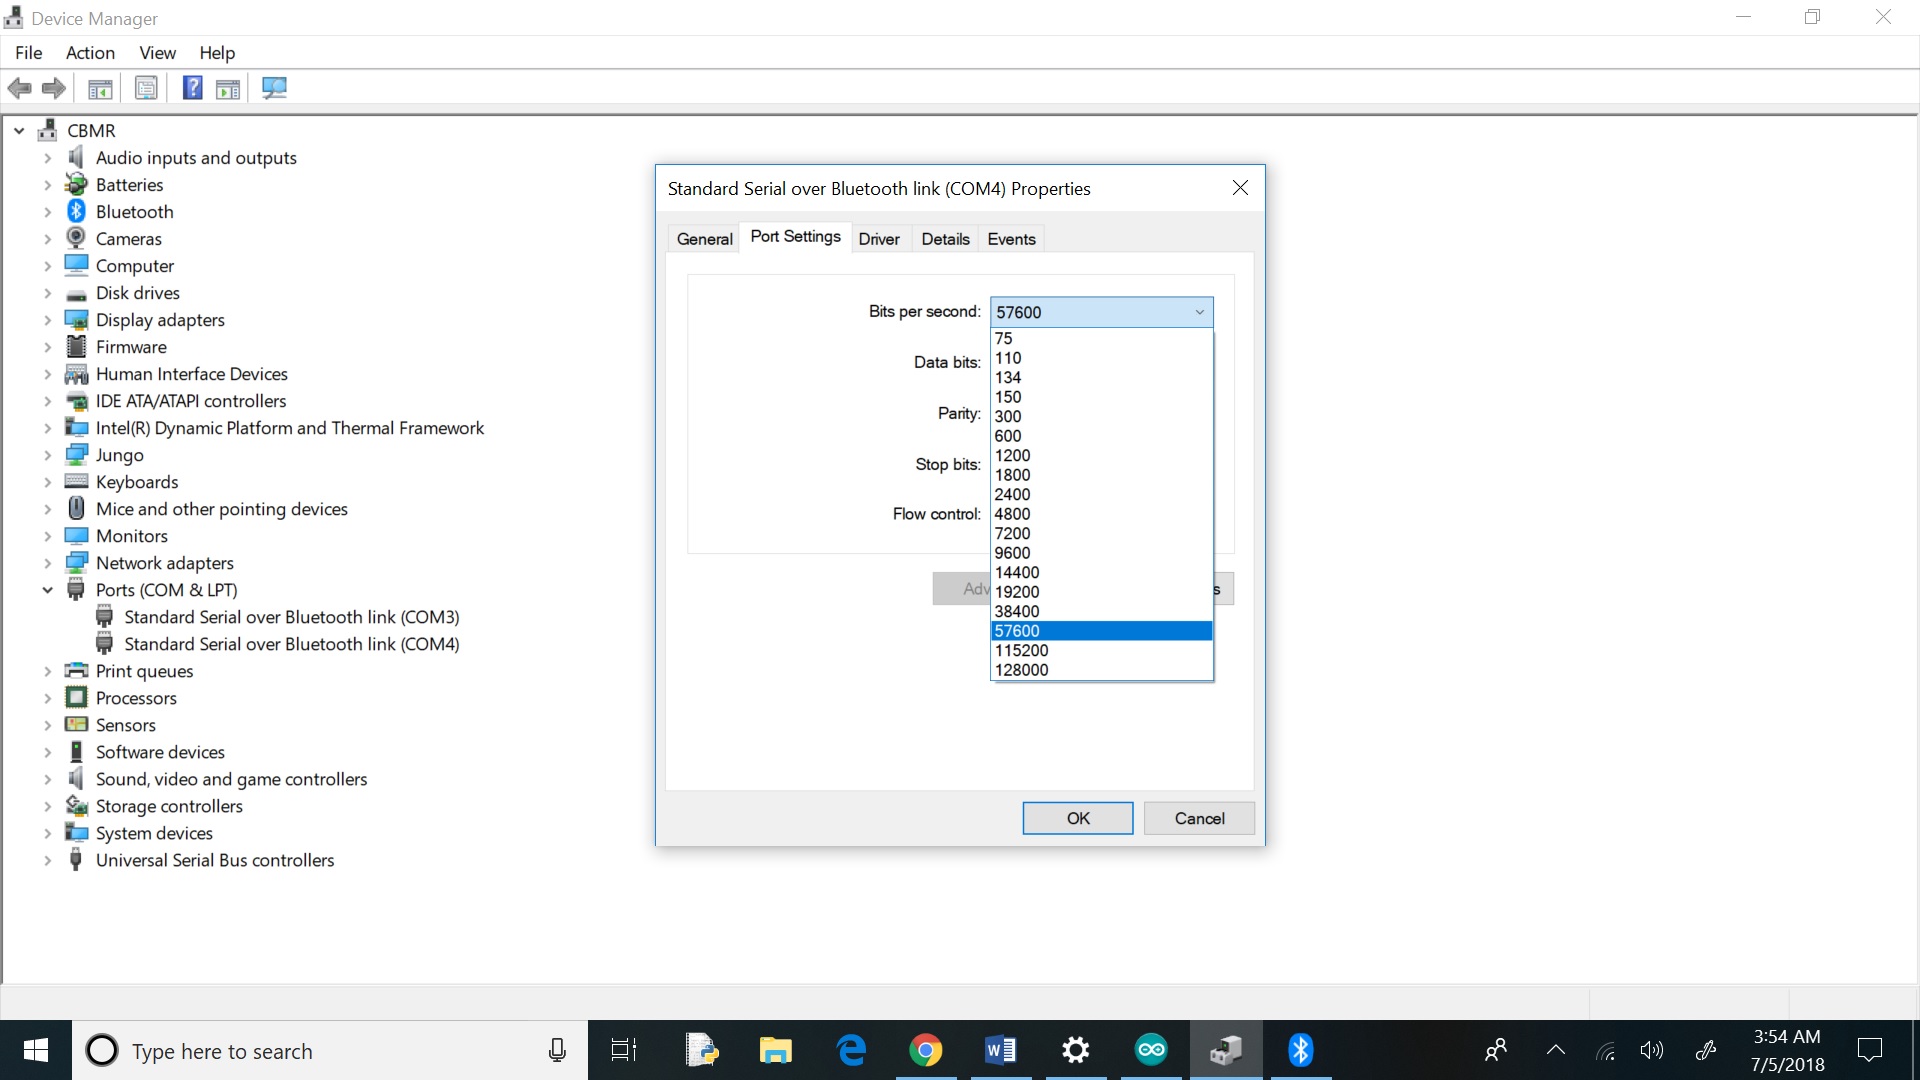 Device Manager
File Action View Help
CBMR
Audio inputs and outputs
Batteries
Bluetooth
Cameras
Computer
Disk drives
Display adapters
Firmware
Human Interface Devices
IDE ATA/ATAPI controllers
Intel(R) Dynamic Platform and Thermal Framework
Jungo
Keyboards
Mice and other pointing devices
Monitors
Network adapters
Ports (COM & LPT)
Standard Serial over Bluetooth link (COM3)
Standard Serial over Bluetooth link (COM4)
Print queues
Processors
Sensors
Software devices
Sound, video and game controllers
Storage controllers
System devices
Universal Serial Bus controllers
Standard Serial over Bluetooth link (COM4) Properties
General Port Settings Driver Details Events
Bits per second: 57600
Data bits:
Parity:
Stop bits:
Flow control:
75
110
134
150
300
600
1200
1800
2400
4800
7200
9600
14400
19200
38400
57600
115200
128000
OK Cancel
Type here to search
3:54 AM
7/5/2018